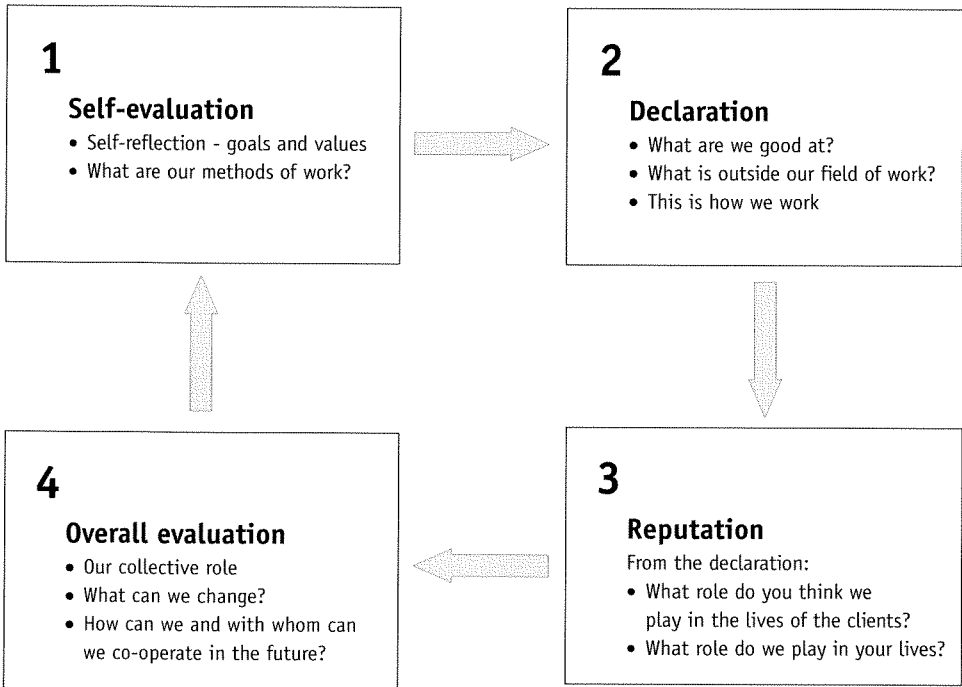 1
Self-evaluation
• Self-reflection - goals and values
• What are our methods of work?
2
Declaration
• What are we good at?
• What is outside our field of work?
• This is how we work
3
Reputation
From the declaration:
• What role do you think we
play in the lives of the clients?
• What role do we play in your lives?
4
Overall evaluation
• Our collective role
• What can we change?
• How can we and with whom can
we co-operate in the future?